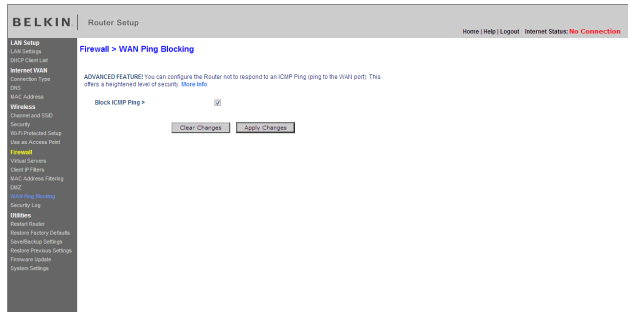 BELKIN | Router Setup
Home | Help | Logout Internet Status: No Connection
LAN Setup
LAN Settings
DHCP Client List
Internet WAN
Connection Type
DNS
MAC Address
Wireless
Channel and SSID
Security
Wi-Fi Protected Setup
Use as Access Point
Firewall
Virtual Servers
Client IP Filters
MAC Address Filtering
DMZ
WAN Ping Blocking
Security Log
Utilities
Restart Router
Restore Factory Defaults
Save/Backup Settings
Restore Previous Settings
Firmware Update
System Settings
Firewall > WAN Ping Blocking
ADVANCED FEATURE! You can configure the Router not to respond to an ICMP Ping (ping to the WAN port). This
offers a heightened level of security. More Info
Block ICMP Ping >
Clear Changes Apply Changes